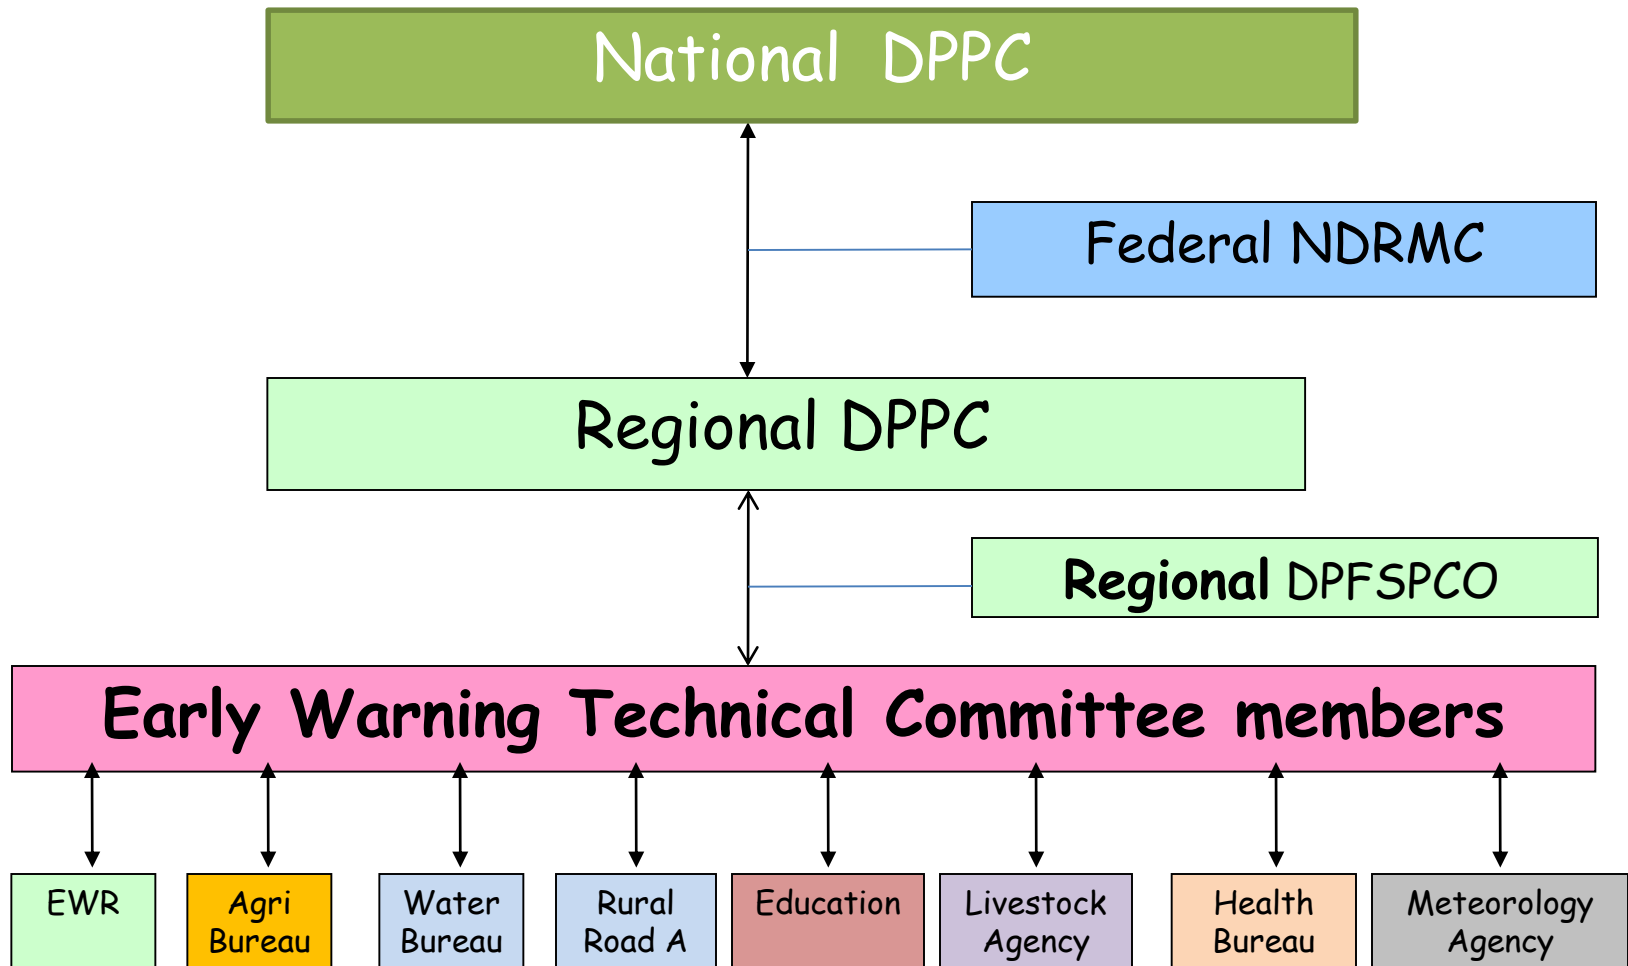 National DPPC
Federal NDRMC
Regional DPPC
Regional DPFSPCO
Early Warning Technical Committee members
EWR
Agri
Bureau
Water
Bureau
Rural
Road A
Education
Livestock
Agency
Health
Bureau
Meteorology
Agency